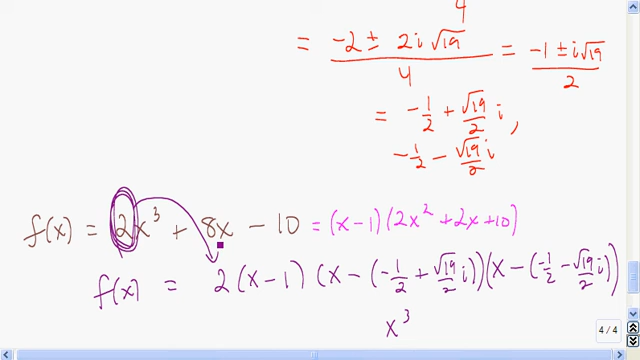 4
= (-2 ± 2i√19)/4 = (-1 ± i√19)/2
= -1/2 + √19/2 i,
-1/2 - √19/2 i
f(x) = 2x³ + 8x - 10 = (x-1)(2x²+2x+10)
f(x) = 2(x-1)(x-(-1/2+√19/2 i))(x-(-1/2-√19/2 i))
x³
4/4